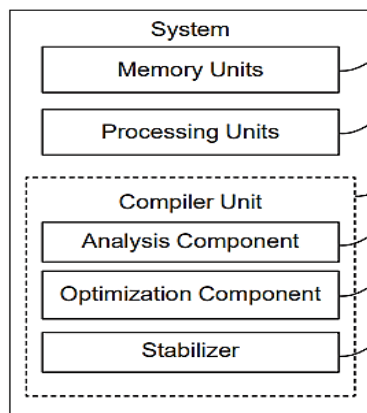 System
Memory Units
Processing Units
Compiler Unit
Analysis Component
Optimization Component
Stabilizer